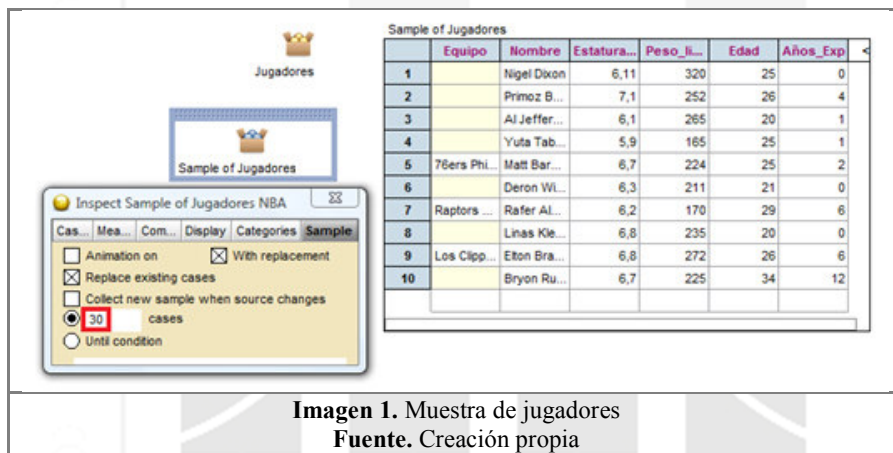 Jugadores
Sample of Jugadores
Inspect Sample of Jugadores NBA
Cas... Mea... Com... Display Categories Sample
Animation on With replacement
Replace existing cases
Collect new sample when source changes
30 cases
Until condition
Sample of Jugadores
Equipo Nombre Estatura... Peso_li... Edad Años_Exp <
1 Nigel Dixon 6,11 320 25 0
2 Primoz B... 7,1 252 26 4
3 Al Jeffer... 6,1 265 20 1
4 Yuta Tab... 5,9 165 25 1
5 76ers Phi... Matt Bar... 6,7 224 25 2
6 Deron Wi... 6,3 211 21 0
7 Raptors ... Rafer Al... 6,2 170 29 6
8 Linas Kle... 6,8 235 20 0
9 Los Clipp... Elton Bra... 6,8 272 26 6
10 Bryon Ru... 6,7 225 34 12
Imagen 1. Muestra de jugadores
Fuente. Creación propia